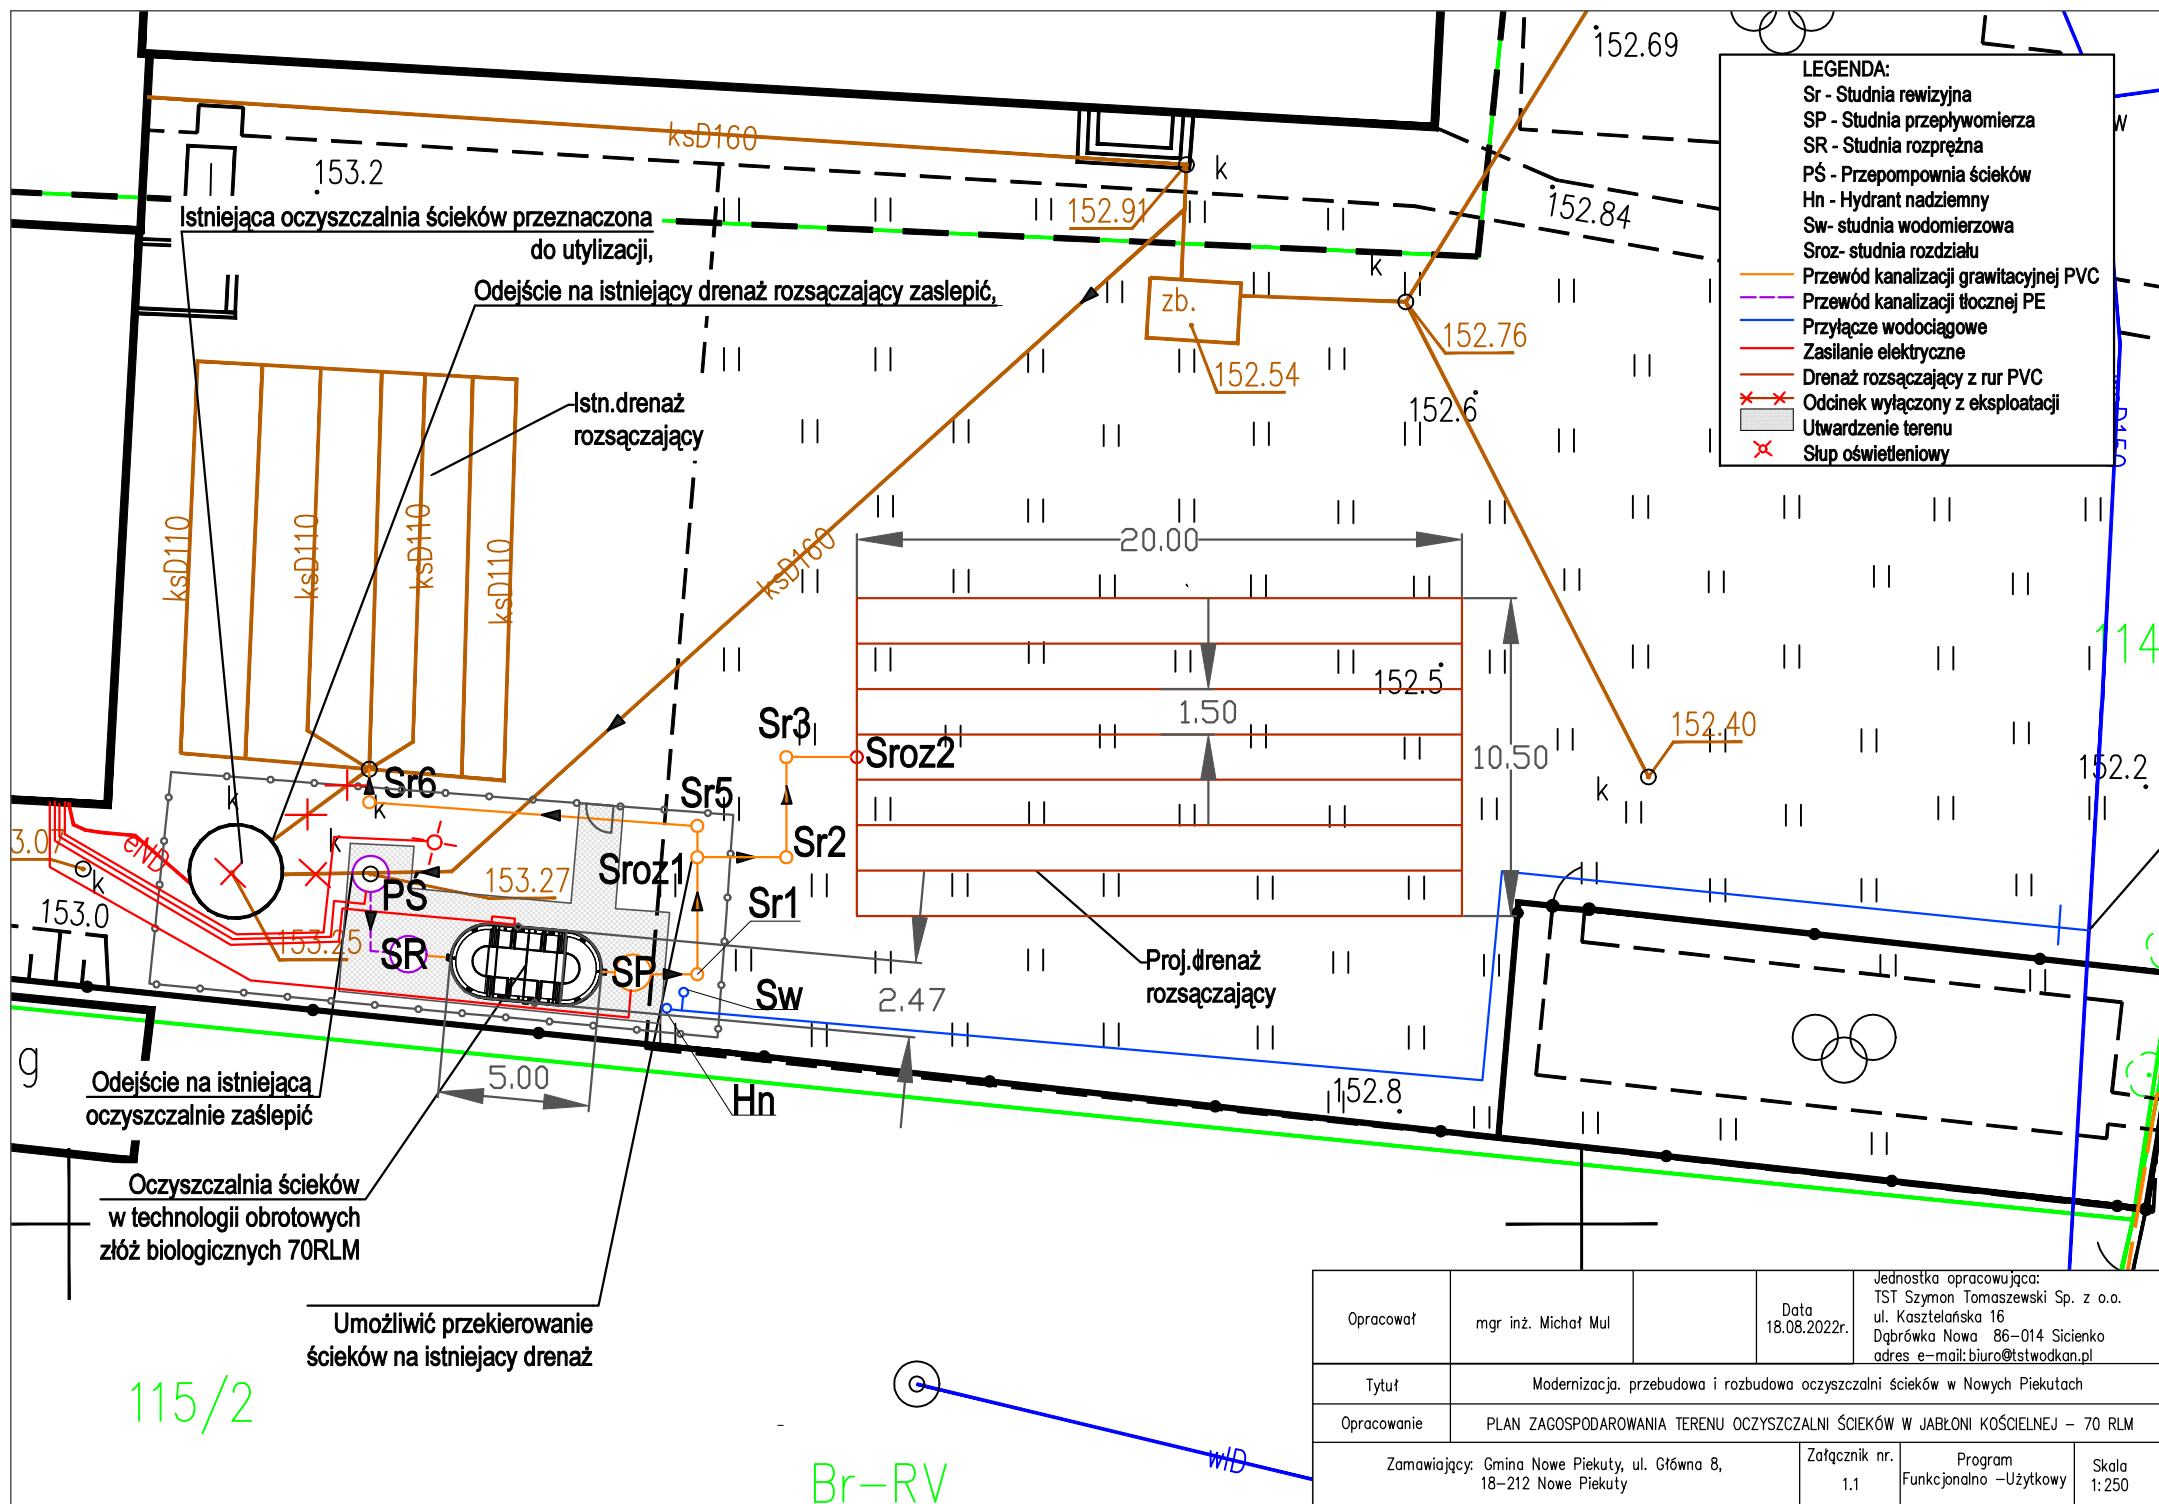 152.69
LEGENDA:
Sr - Studnia rewizyjna
SP - Studnia przepływomierza
SR - Studnia rozprężna
PŚ - Przepompownia ścieków
Hn - Hydrant nadziemny
Sw- studnia wodomierzowa
Sroz- studnia rozdziału
Przewód kanalizacji grawitacyjnej PVC
Przewód kanalizacji tłocznej PE
Przyłącze wodociągowe
Zasilanie elektryczne
Drenaż rozsączający z rur PVC
Odcinek wyłączony z eksploatacji
Utwardzenie terenu
Słup oświetleniowy
w
ksD160
153.2
k
152.91
152.84
Istniejąca oczyszczalnia ścieków przeznaczona
do utylizacji,
k
Odejście na istniejący drenaż rozsączający zaslepić,
zb.
152.76
152.54
152.6
Istn.drenaż
rozsączający
ksD110
ksD110
ksD110
ksD110
ksD160
20.00
114
152.5
1.50
10.50
152.40
152.2
k
Sr3
Sroz2
Sr6
k
k
k
Sr5
Sr2
Sroz1
eND
3.07
k
153.0
PS
153.27
Sr1
153.25
SR
SP
Sw
2.47
Proj.drenaż
rozsączający
g
5.00
Hn
152.8
Odejście na istniejącą
oczyszczalnie zaślepić
Oczyszczalnia ścieków
w technologii obrotowych
złóż biologicznych 70RLM
Umożliwić przekierowanie
ścieków na istniejacy drenaż
115/2
Br-RV
wID
Opracował
mgr inż. Michał Mul
Data
18.08.2022r.
Jednostka opracowująca:
TST Szymon Tomaszewski Sp. z o.o.
ul. Kasztelańska 16
Dąbrówka Nowa 86-014 Sicienko
adres e-mail: biuro@tstwodkan.pl
Tytuł
Modernizacja. przebudowa i rozbudowa oczyszczalni ścieków w Nowych Piekutach
Opracowanie
PLAN ZAGOSPODAROWANIA TERENU OCZYSZCZALNI ŚCIEKÓW W JABŁONI KOŚCIELNEJ - 70 RLM
Zamawiający: Gmina Nowe Piekuty, ul. Główna 8,
18-212 Nowe Piekuty
Załącznik nr.
1.1
Program
Funkcjonalno -Użytkowy
Skala
1:250